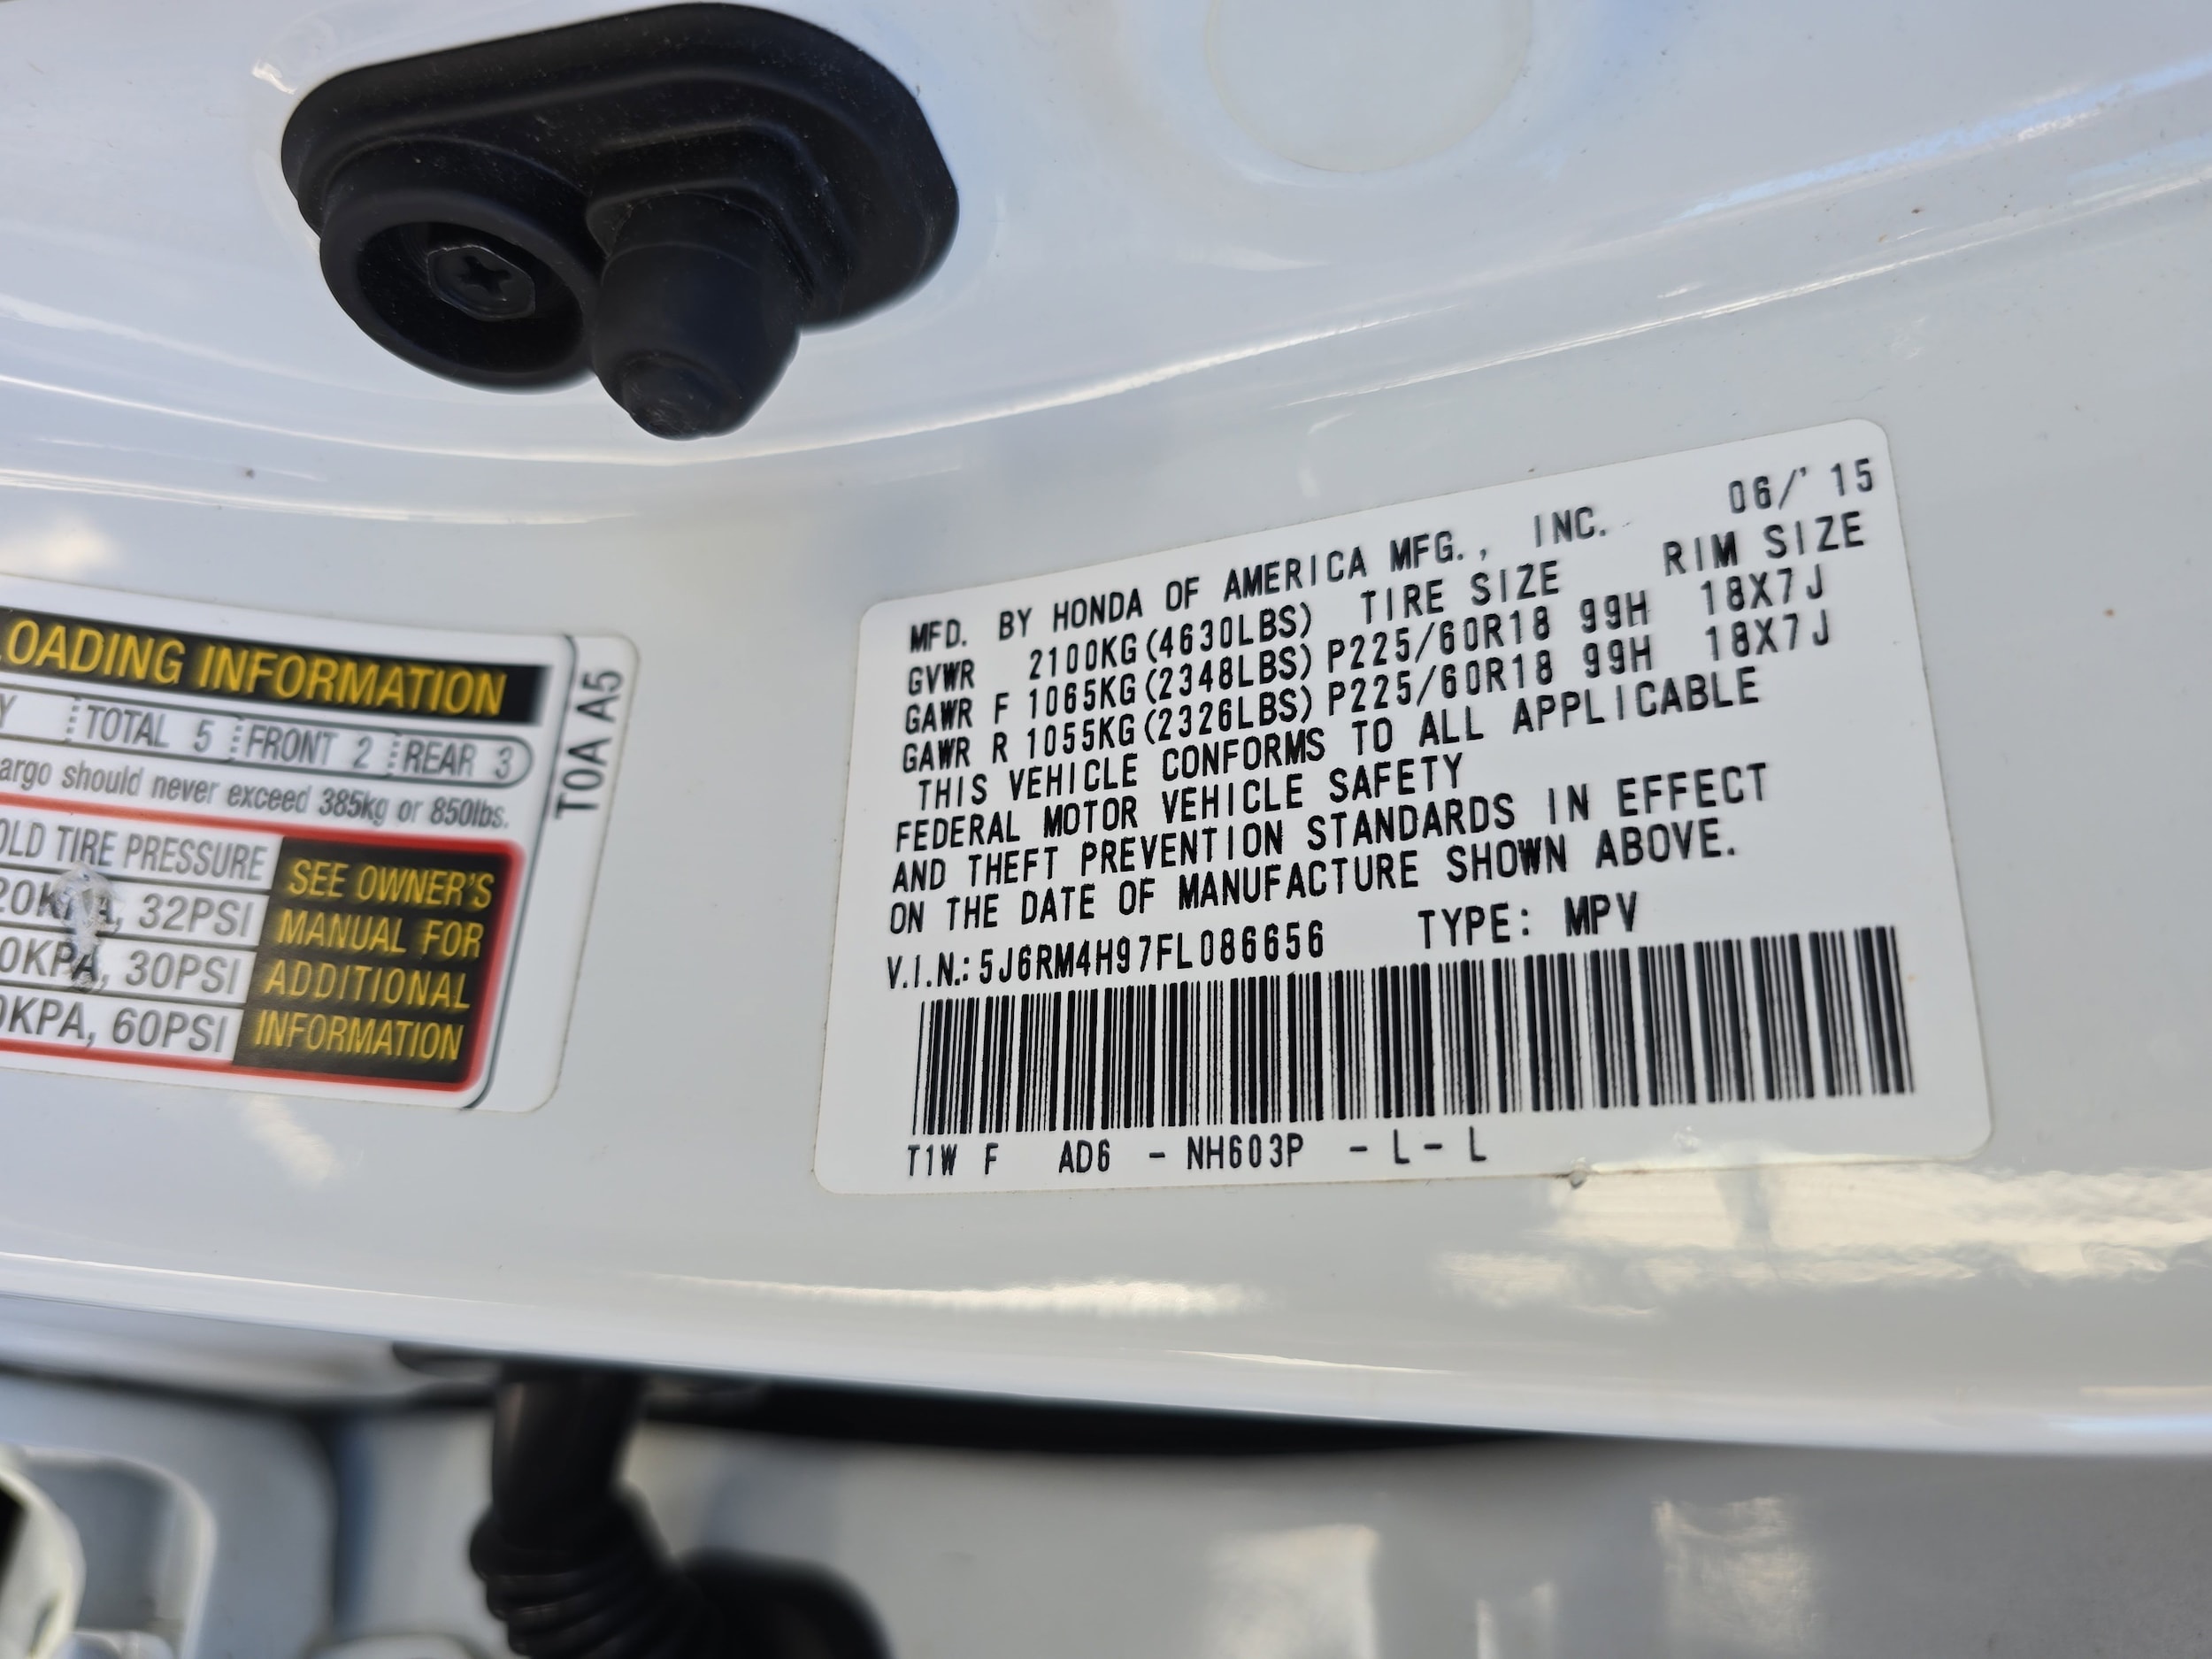 OADING INFORMATION
Y TOTAL 5 FRONT 2 REAR 3
argo should never exceed 385kg or 850lbs.
OLD TIRE PRESSURE
20KPA, 32PSI
0KPA, 30PSI
0KPA, 60PSI
SEE OWNER'S
MANUAL FOR
ADDITIONAL
INFORMATION
T0A A5
MFD. BY HONDA OF AMERICA MFG., INC. 06/'15
GVWR 2100KG(4630LBS) TIRE SIZE RIM SIZE
GAWR F 1065KG(2348LBS) P225/60R18 99H 18X7J
GAWR R 1055KG(2326LBS) P225/60R18 99H 18X7J
THIS VEHICLE CONFORMS TO ALL APPLICABLE
FEDERAL MOTOR VEHICLE SAFETY
AND THEFT PREVENTION STANDARDS IN EFFECT
ON THE DATE OF MANUFACTURE SHOWN ABOVE.
V.I.N.: 5J6RM4H97FL086656 TYPE: MPV
T1W F AD6 - NH603P - L - L